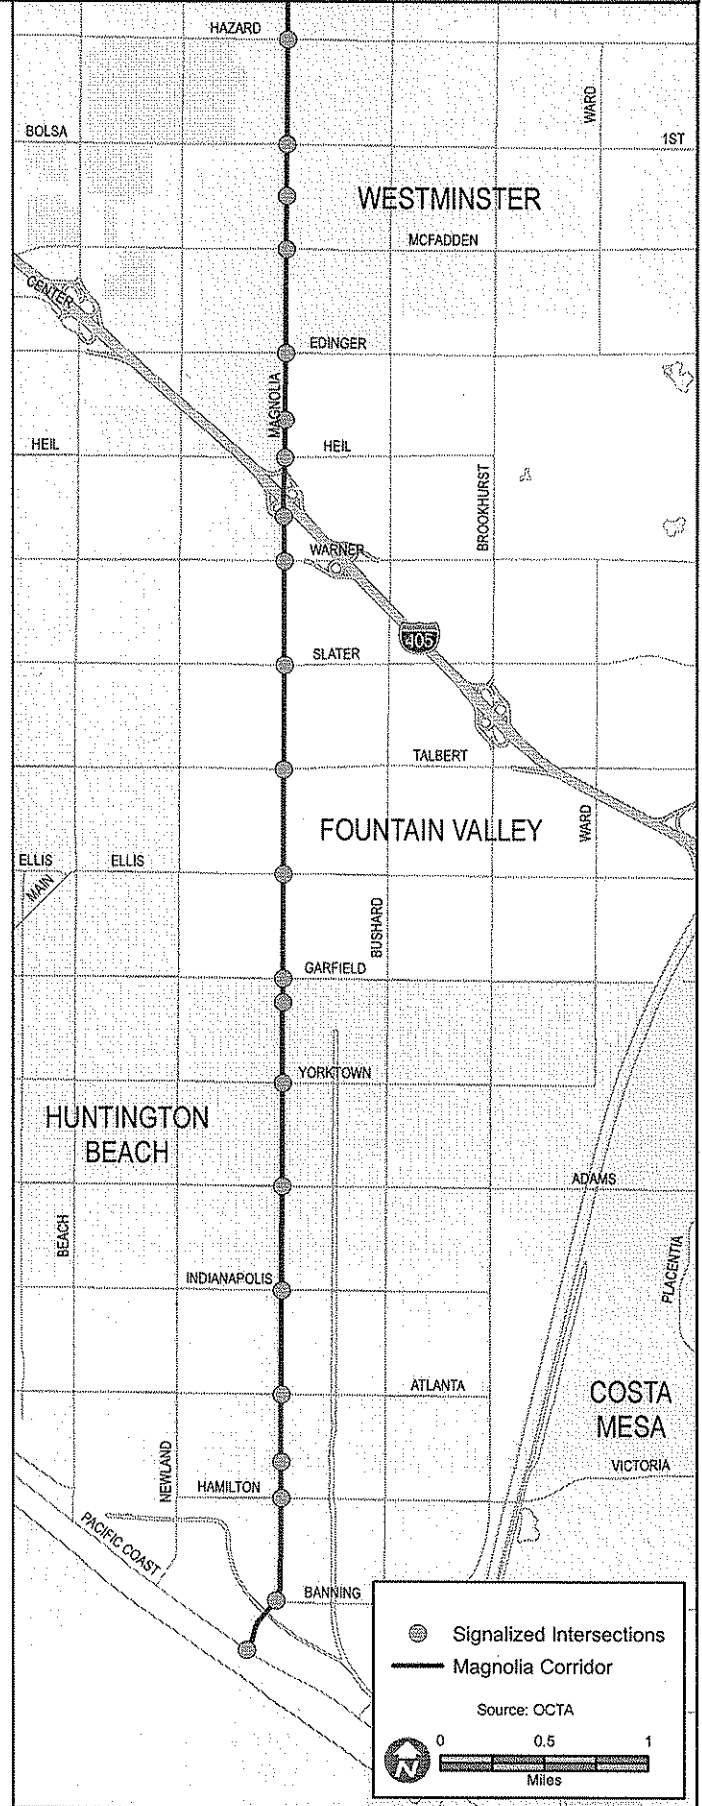 HAZARD
WARD
BOLSA
1ST
WESTMINSTER
MCFADDEN
CENTER
EDINGER
MAGNOLIA
HEIL
HEIL
BROOKHURST
WARNER
405
SLATER
TALBERT
WARD
FOUNTAIN VALLEY
ELLIS
ELLIS
MAIN
BUSHARD
GARFIELD
YORKTOWN
HUNTINGTON
BEACH
ADAMS
BEACH
PLACENTIA
INDIANAPOLIS
ATLANTA
COSTA
MESA
NEWLAND
VICTORIA
HAMILTON
PACIFIC COAST
BANNING
Signalized Intersections
Magnolia Corridor
Source: OCTA
0 0.5 1
Miles
N